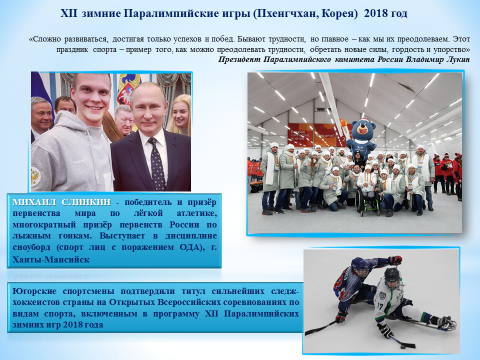 XII зимние Паралимпийские игры (Пхенгчхан, Корея) 2018 год
«Сложно развиваться, достигая только успехов и побед. Бывают трудности, но главное – как мы их преодолеваем. Этот
праздник спорта – пример того, как можно преодолевать трудности, обретать новые силы, гордость и упорство»
Президент Паралимпийского комитета России Владимир Лукин
МИХАИЛ СЛИНКИН - победитель и призёр
первенства мира по лёгкой атлетике,
многократный призёр первенств России по
лыжным гонкам. Выступает в дисциплине
сноуборд (спорт лиц с поражением ОДА), г.
Ханты-Мансийск
Югорские спортсмены подтвердили титул сильнейших следж-
хоккеистов страны на Открытых Всероссийских соревнованиях по
видам спорта, включенным в программу XII Паралимпийских
зимних игр 2018 года
17